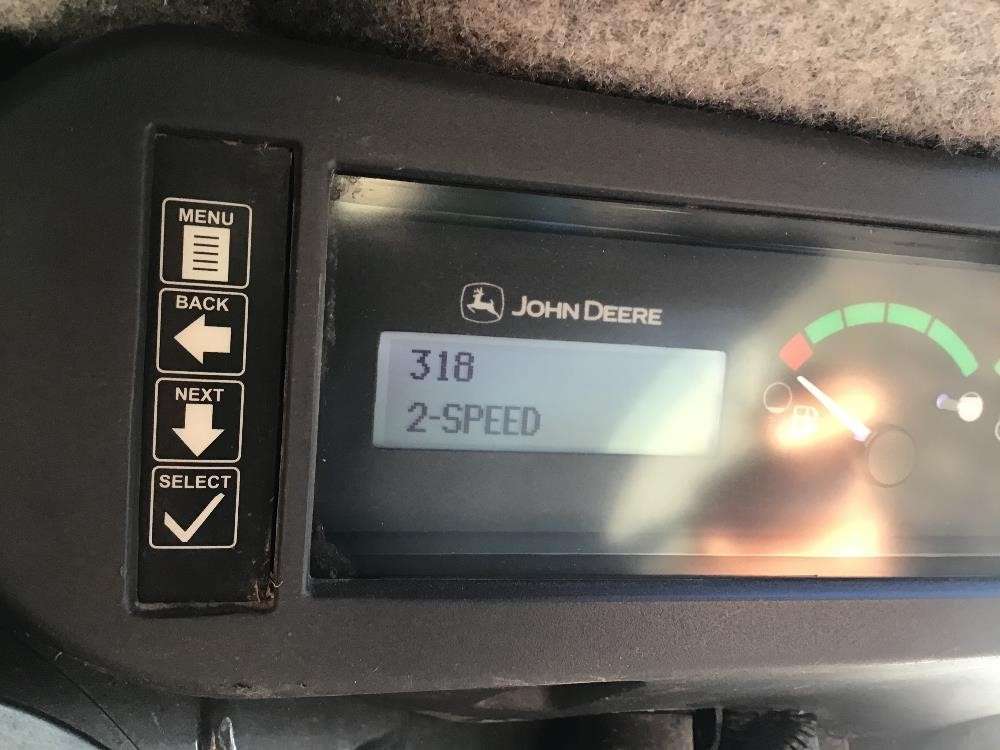 MENU
BACK
NEXT
SELECT
JOHN DEERE
318
2-SPEED